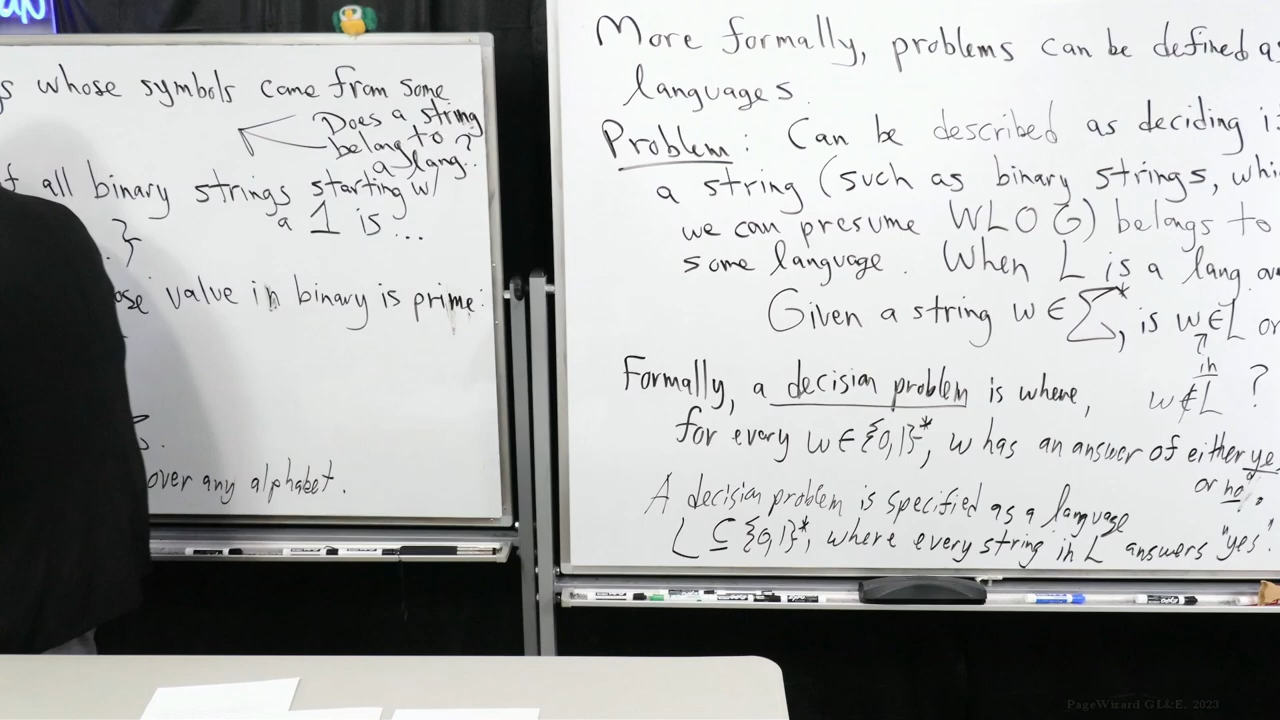 s whose symbols came from some
Does a string
belong to
a lang..?
f all binary strings starting w/
a 1 is...
.}
ose value in binary is prime:
s.
over any alphabet.
More formally, problems can be defined as
languages.
Problem: Can be described as deciding i
a string (such as binary strings, whi
we can presume WLOG) belongs to
some language. When L is a lang ov
Given a string w ∈ Σ*, is w ∈ L or
in
w ∉ L ?
Formally, a decision problem is where,
for every w ∈ {0,1}*, w has an answer of either ye
or no.
A decision problem is specified as a language
L ⊆ {0,1}*, where every string in L answers "yes".
PageWizard GL&E, 2023